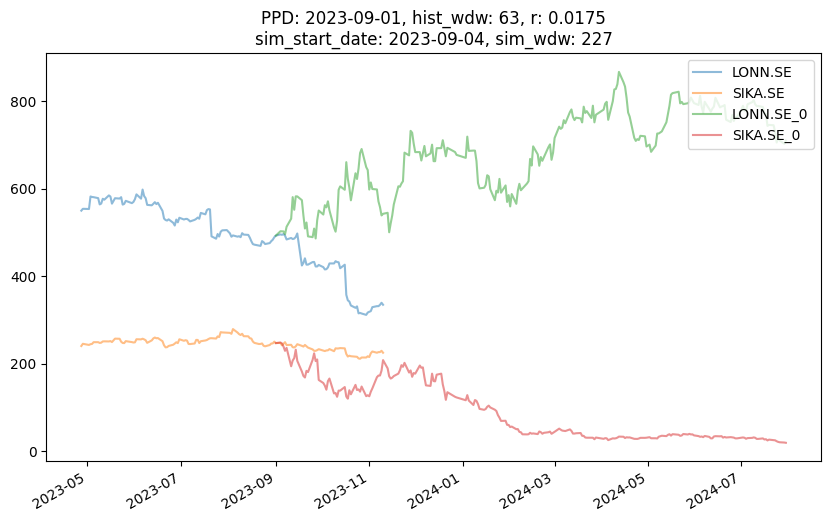 PPD: 2023-09-01, hist_wdw: 63, r: 0.0175
sim_start_date: 2023-09-04, sim_wdw: 227
LONN.SE
SIKA.SE
LONN.SE_0
SIKA.SE_0
800
600
400
200
0
2023-05
2023-07
2023-09
2023-11
2024-01
2024-03
2024-05
2024-07